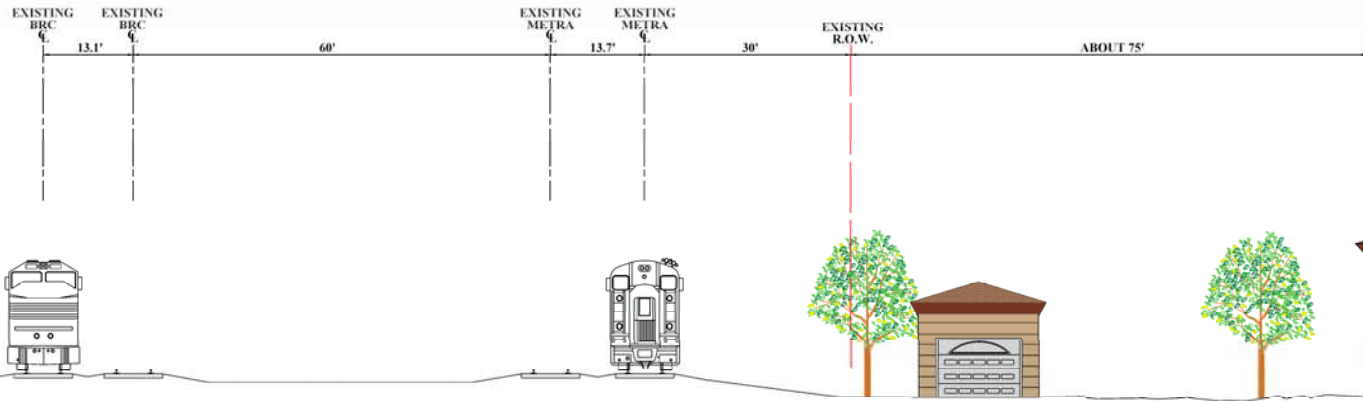 EXISTING
BRC
℄
EXISTING
BRC
℄
EXISTING
METRA
℄
EXISTING
METRA
℄
EXISTING
R.O.W.
13.1'
60'
13.7'
30'
ABOUT 75'